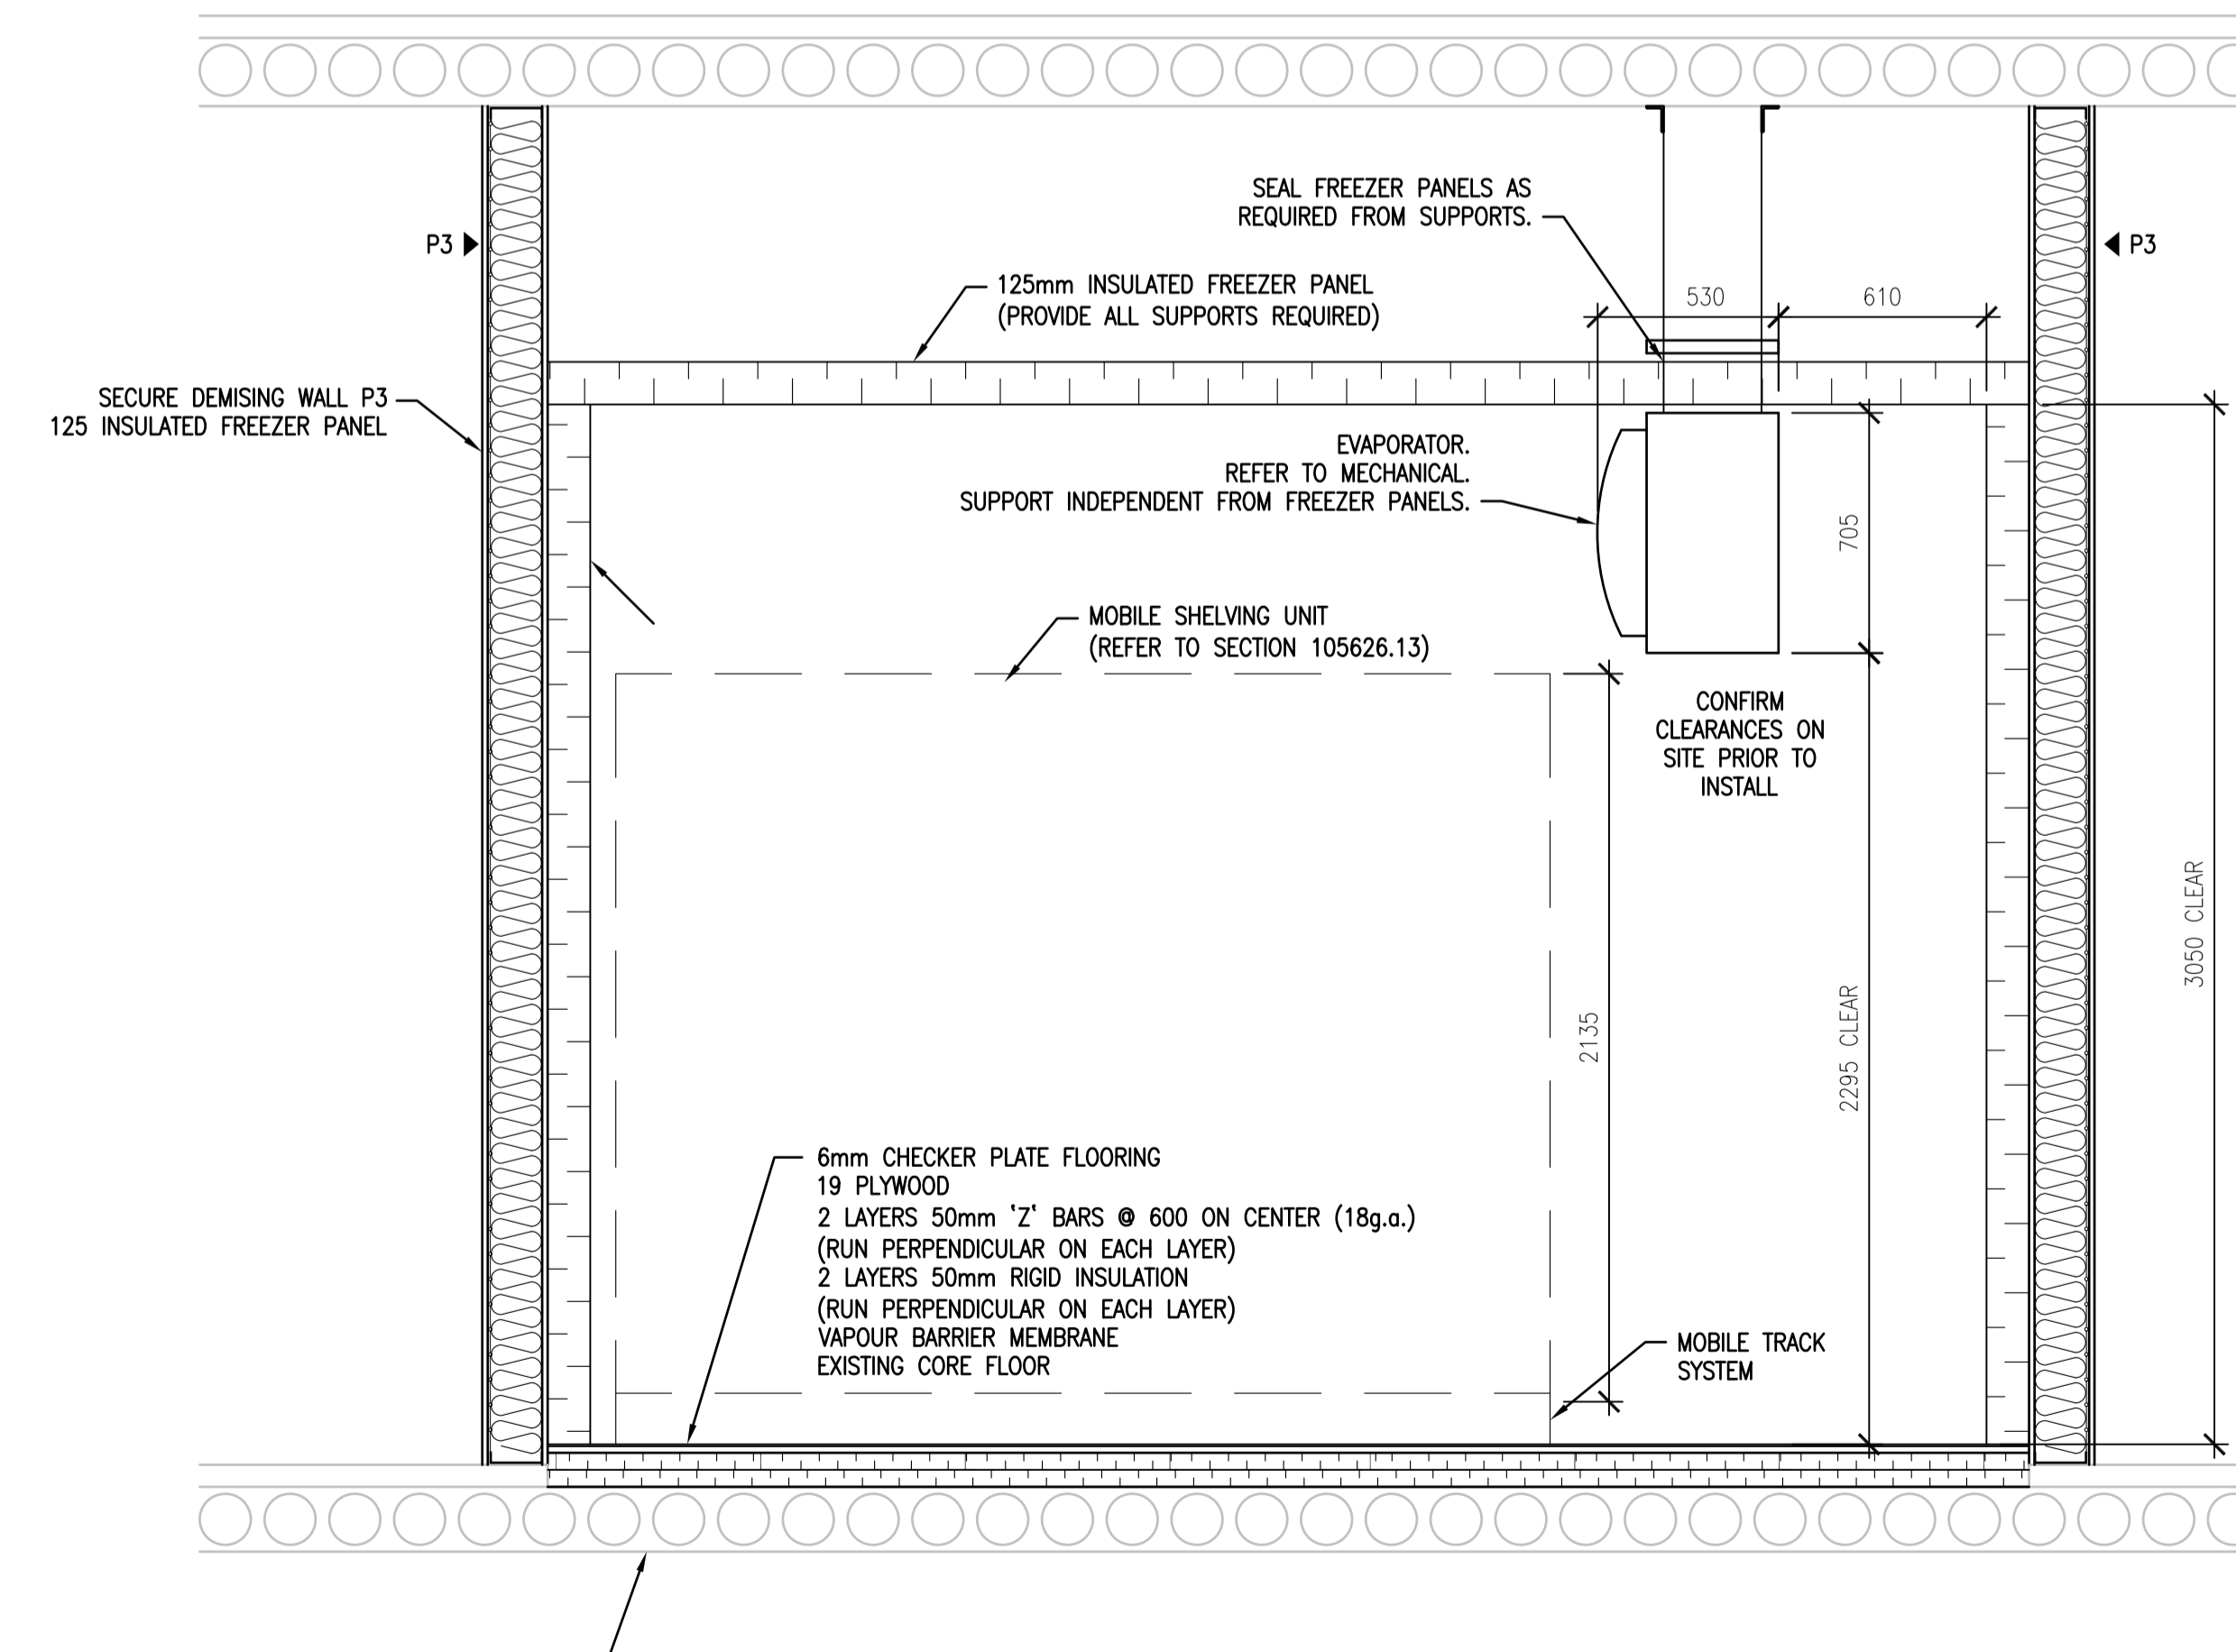 SEAL FREEZER PANELS AS
REQUIRED FROM SUPPORTS.
P3
P3
125mm INSULATED FREEZER PANEL
(PROVIDE ALL SUPPORTS REQUIRED)
530
610
SECURE DEMISING WALL P3
125 INSULATED FREEZER PANEL
EVAPORATOR.
REFER TO MECHANICAL.
SUPPORT INDEPENDENT FROM FREEZER PANELS.
705
MOBILE SHELVING UNIT
(REFER TO SECTION 105626.13)
CONFIRM
CLEARANCES ON
SITE PRIOR TO
INSTALL
3050 CLEAR
2135
2295 CLEAR
6mm CHECKER PLATE FLOORING
19 PLYWOOD
2 LAYERS 50mm 'Z' BARS @ 600 ON CENTER (18g.a.)
(RUN PERPENDICULAR ON EACH LAYER)
2 LAYERS 50mm RIGID INSULATION
(RUN PERPENDICULAR ON EACH LAYER)
VAPOUR BARRIER MEMBRANE
EXISTING CORE FLOOR
MOBILE TRACK
SYSTEM